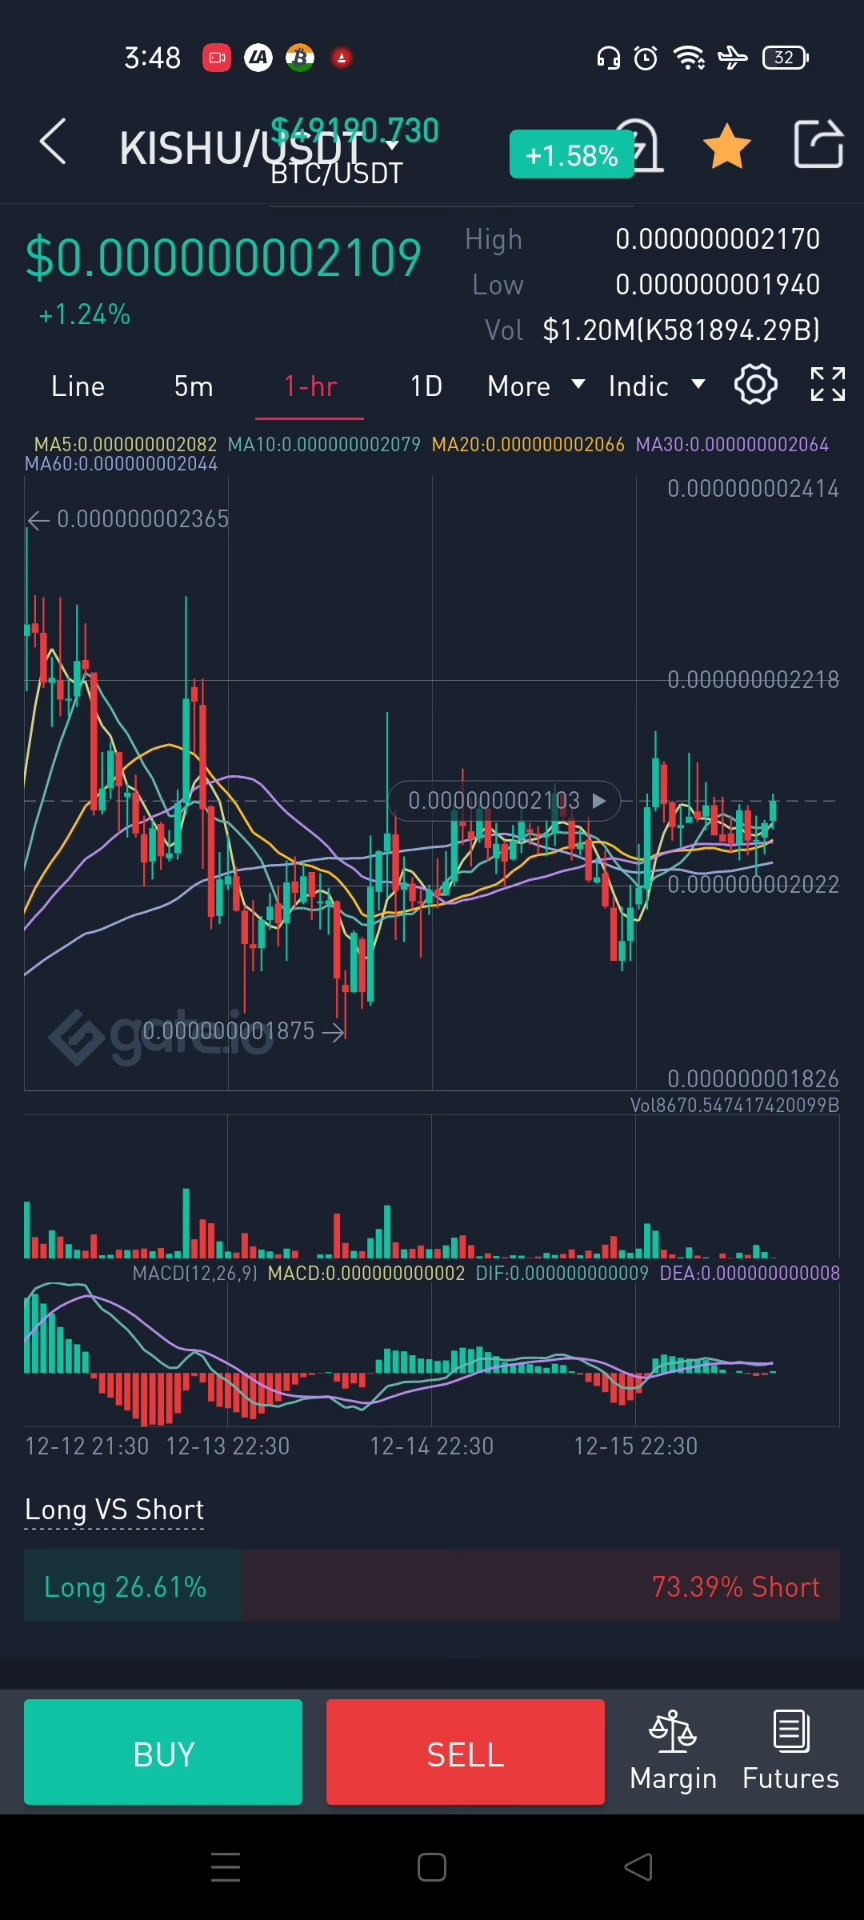 3:48
32
$49190.730
KISHU/USDT
BTC/USDT
+1.58%
$0.000000002109
+1.24%
High 0.000000002170
Low 0.000000001940
Vol $1.20M(K581894.29B)
Line 5m 1-hr 1D More Indic
MA5:0.000000002082 MA10:0.000000002079 MA20:0.000000002066 MA30:0.000000002064
MA60:0.000000002044
0.000000002414
0.000000002365
0.000000002218
0.000000002103
0.000000002022
gate.io
0.000000001875
0.000000001826
Vol8670.547417420099B
MACD(12,26,9) MACD:0.000000000002 DIF:0.000000000009 DEA:0.000000000008
12-12 21:30 12-13 22:30 12-14 22:30 12-15 22:30
Long VS Short
Long 26.61% 73.39% Short
BUY SELL Margin Futures